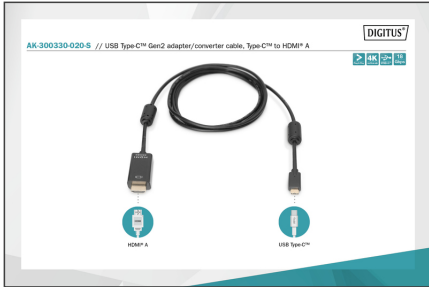 DIGITUS®
AK-300330-020-S // USB Type-C™ Gen2 adapter/converter cable, Type-C™ to HDMI® A
4K
18
HDMI® A
USB Type-C™